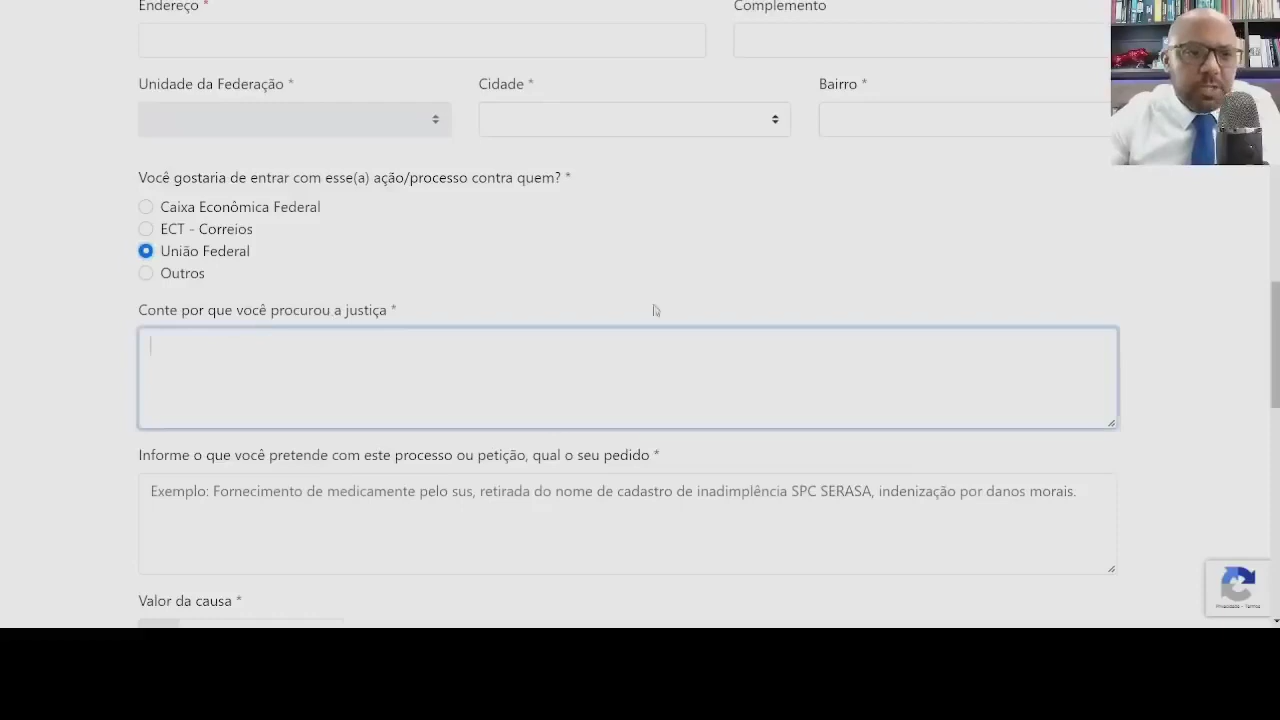 Endereço *
Complemento
Unidade da Federação *
Cidade *
Bairro *
Você gostaria de entrar com esse(a) ação/processo contra quem? *
Caixa Econômica Federal
ECT - Correios
União Federal
Outros
Conte por que você procurou a justiça *
Informe o que você pretende com este processo ou petição, qual o seu pedido *
Exemplo: Fornecimento de medicamente pelo sus, retirada do nome de cadastro de inadimplência SPC SERASA, indenização por danos morais.
Privacidade - Termos
Valor da causa *